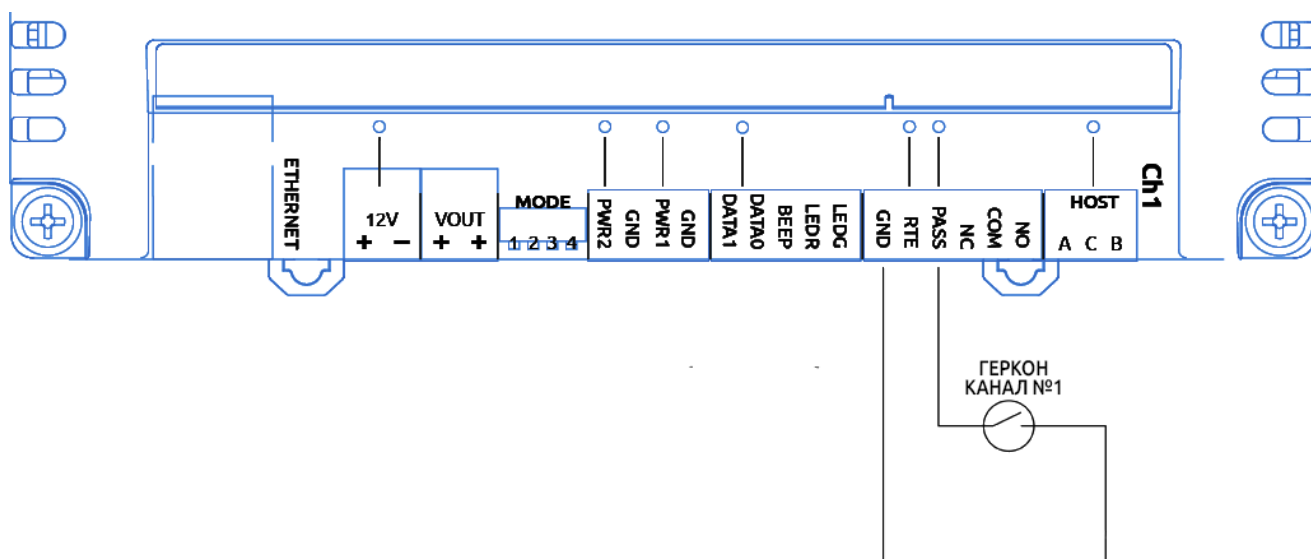 ETHERNET
12V
+ −
VOUT
+ +
MODE
1 2 3 4
PWR2
GND
PWR1
GND
DATA1
DATA0
BEEP
LEDR
LEDG
GND
RTE
PASS
NC
COM
NO
HOST
A C B
Ch1
ГЕРКОН
КАНАЛ №1